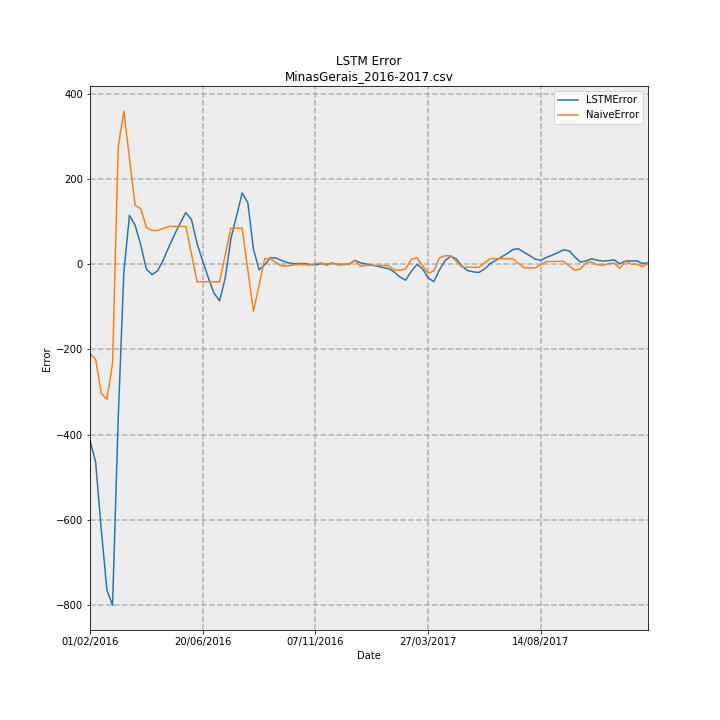 LSTM Error
MinasGerais_2016-2017.csv
LSTMError
NaiveError
400
200
0
−200
−400
−600
−800
Error
01/02/2016
20/06/2016
07/11/2016
27/03/2017
14/08/2017
Date